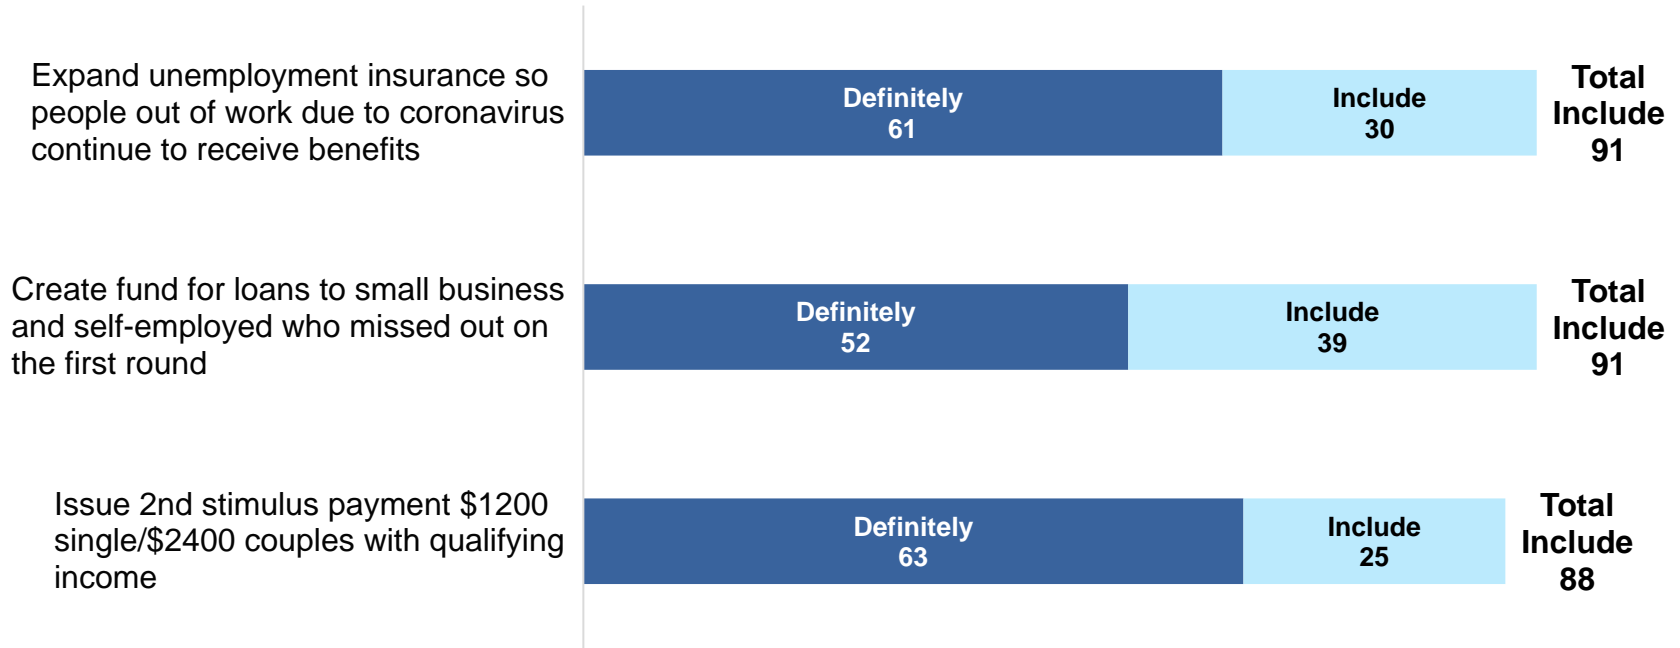 Expand unemployment insurance so
people out of work due to coronavirus
continue to receive benefits
Definitely
61
Include
30
Total
Include
91
Create fund for loans to small business
and self-employed who missed out on
the first round
Definitely
52
Include
39
Total
Include
91
Issue 2nd stimulus payment $1200
single/$2400 couples with qualifying
income
Definitely
63
Include
25
Total
Include
88